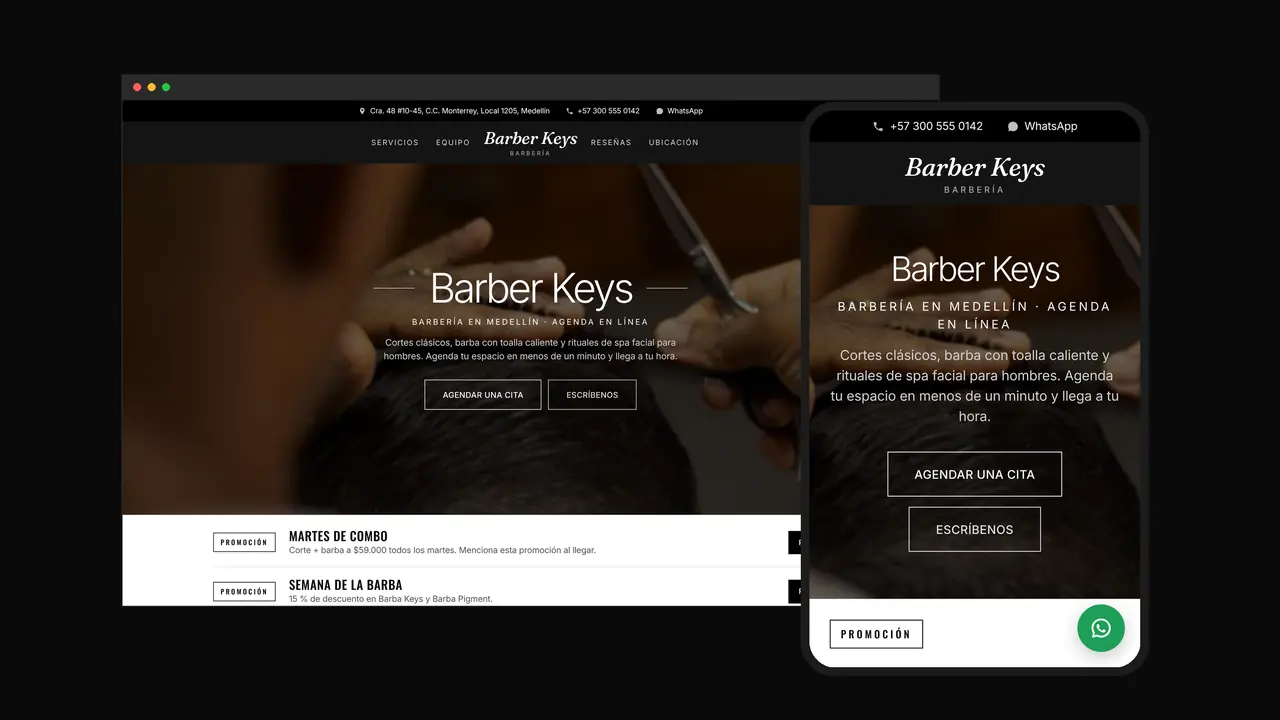 Cra. 48 #10-45, C.C. Monterrey, Local 1205, Medellín
+57 300 555 0142
WhatsApp
SERVICIOS
EQUIPO
Barber Keys
BARBERÍA
RESEÑAS
UBICACIÓN
Barber Keys
BARBERÍA EN MEDELLÍN · AGENDA EN LÍNEA
Cortes clásicos, barba con toalla caliente y rituales de spa facial para
hombres. Agenda tu espacio en menos de un minuto y llega a tu hora.
AGENDAR UNA CITA
ESCRÍBENOS
PROMOCIÓN
MARTES DE COMBO
Corte + barba a $59.000 todos los martes. Menciona esta promoción al llegar.
PROMOCIÓN
SEMANA DE LA BARBA
15 % de descuento en Barba Keys y Barba Pigment.
+57 300 555 0142
WhatsApp
Barber Keys
BARBERÍA
Barber Keys
BARBERÍA EN MEDELLÍN · AGENDA
EN LÍNEA
Cortes clásicos, barba con toalla caliente y
rituales de spa facial para hombres. Agenda
tu espacio en menos de un minuto y llega a tu
hora.
AGENDAR UNA CITA
ESCRÍBENOS
PROMOCIÓN